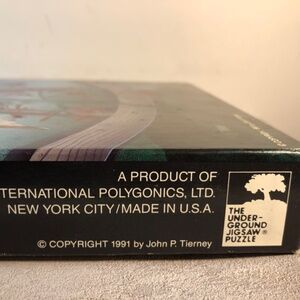 A PRODUCT OF
TERNATIONAL POLYGONICS, LTD.
NEW YORK CITY/MADE IN U.S.A.
© COPYRIGHT 1991 by John P. Tierney
THE
UNDER-
GROUND
JIGSAW®
PUZZLE